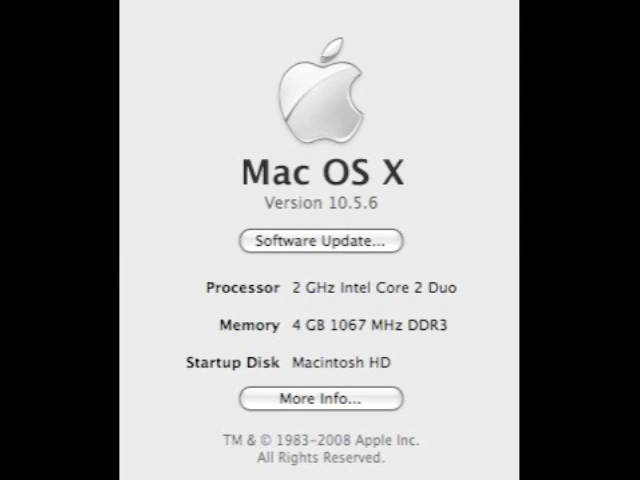 Mac OS X
Version 10.5.6
Software Update...
Processor 2 GHz Intel Core 2 Duo
Memory 4 GB 1067 MHz DDR3
Startup Disk Macintosh HD
More Info...
TM & © 1983–2008 Apple Inc.
All Rights Reserved.